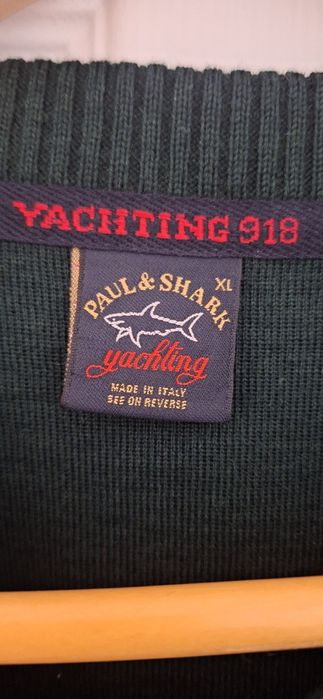 YACHTING 918
PAUL & SHARK XL
yachting
MADE IN ITALY
SEE ON REVERSE